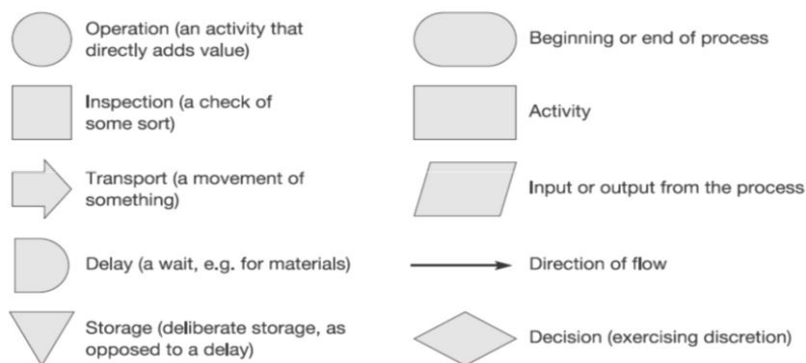 Operation (an activity that
directly adds value)
Inspection (a check of
some sort)
Transport (a movement of
something)
Delay (a wait, e.g. for materials)
Storage (deliberate storage, as
opposed to a delay)
Beginning or end of process
Activity
Input or output from the process
Direction of flow
Decision (exercising discretion)